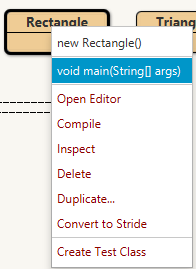 Rectangle
Triang
new Rectangle()
void main(String[] args)
Open Editor
Compile
Inspect
Delete
Duplicate...
Convert to Stride
Create Test Class